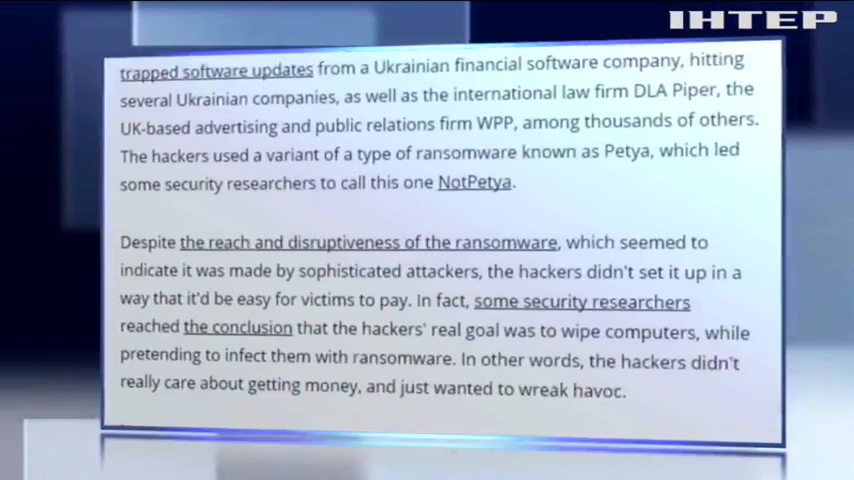 ІНТЕР
trapped software updates from a Ukrainian financial software company, hitting
several Ukrainian companies, as well as the international law firm DLA Piper, the
UK-based advertising and public relations firm WPP, among thousands of others.
The hackers used a variant of a type of ransomware known as Petya, which led
some security researchers to call this one NotPetya.
Despite the reach and disruptiveness of the ransomware, which seemed to
indicate it was made by sophisticated attackers, the hackers didn't set it up in a
way that it'd be easy for victims to pay. In fact, some security researchers
reached the conclusion that the hackers' real goal was to wipe computers, while
pretending to infect them with ransomware. In other words, the hackers didn't
really care about getting money, and just wanted to wreak havoc.